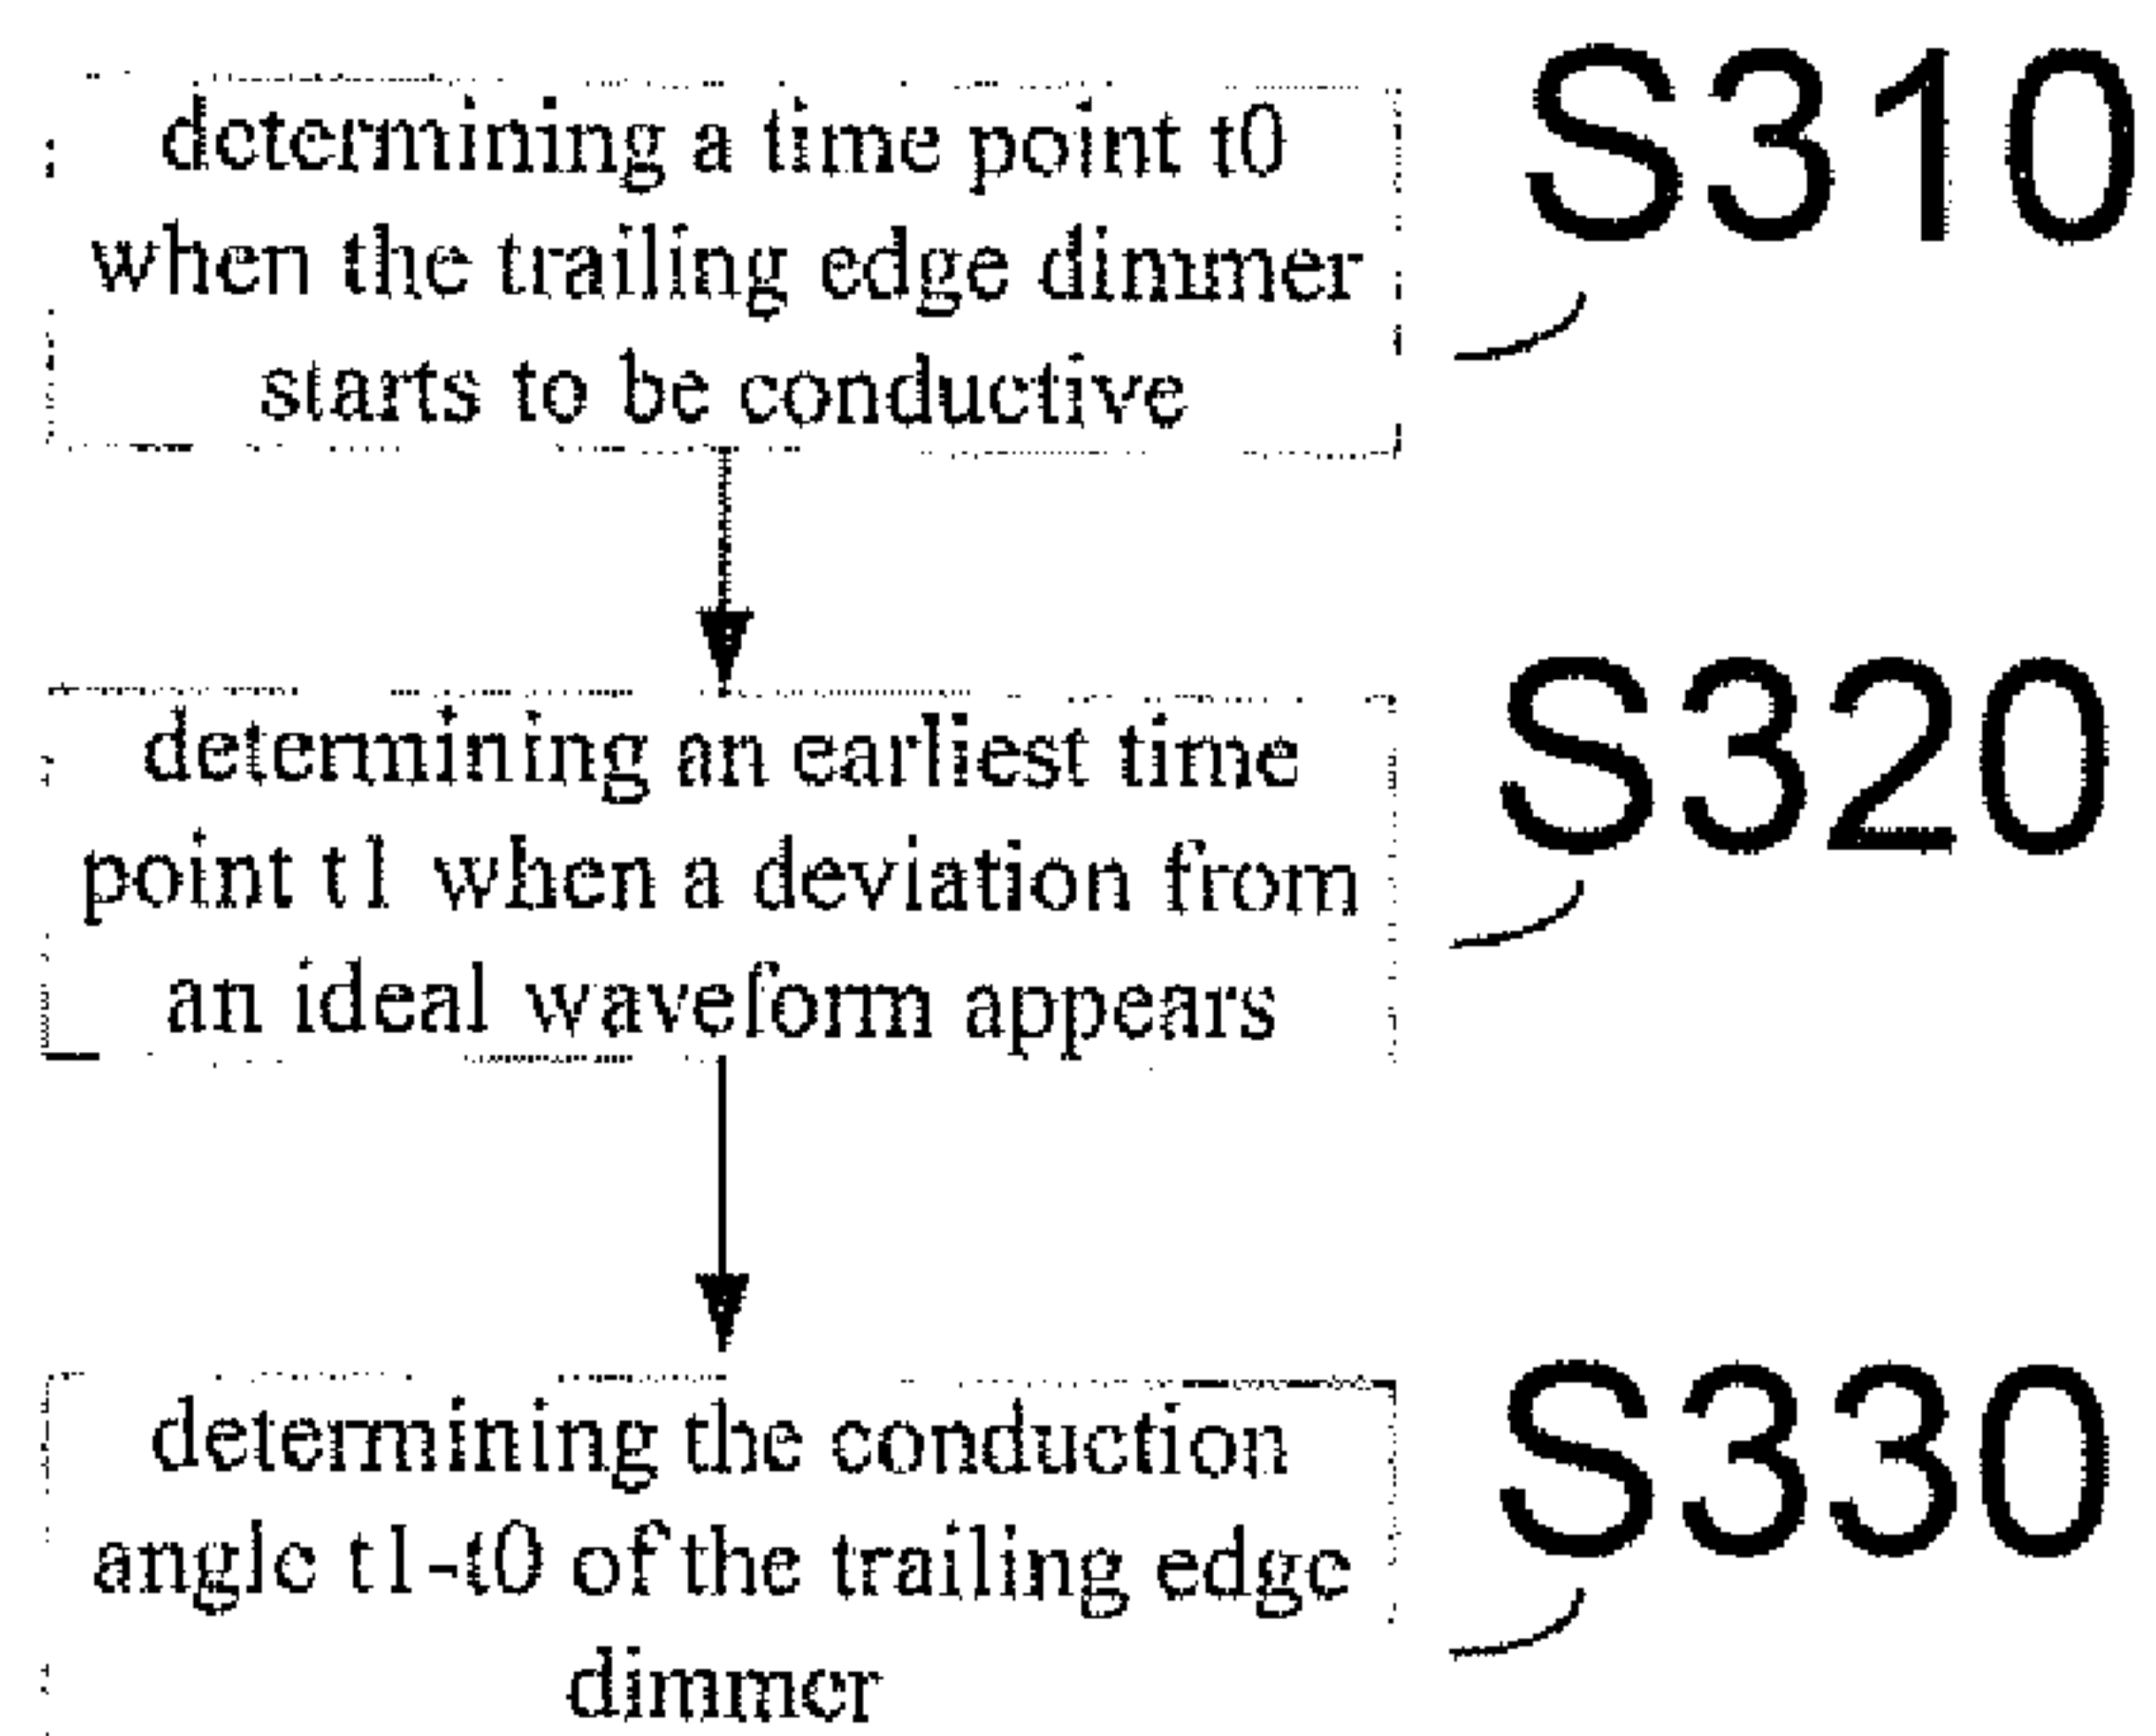 determining a time point t0
when the trailing edge dimmer
starts to be conductive
S310
determining an earliest time
point t1 when a deviation from
an ideal waveform appears
S320
determining the conduction
angle t1-t0 of the trailing edge
dimmer
S330